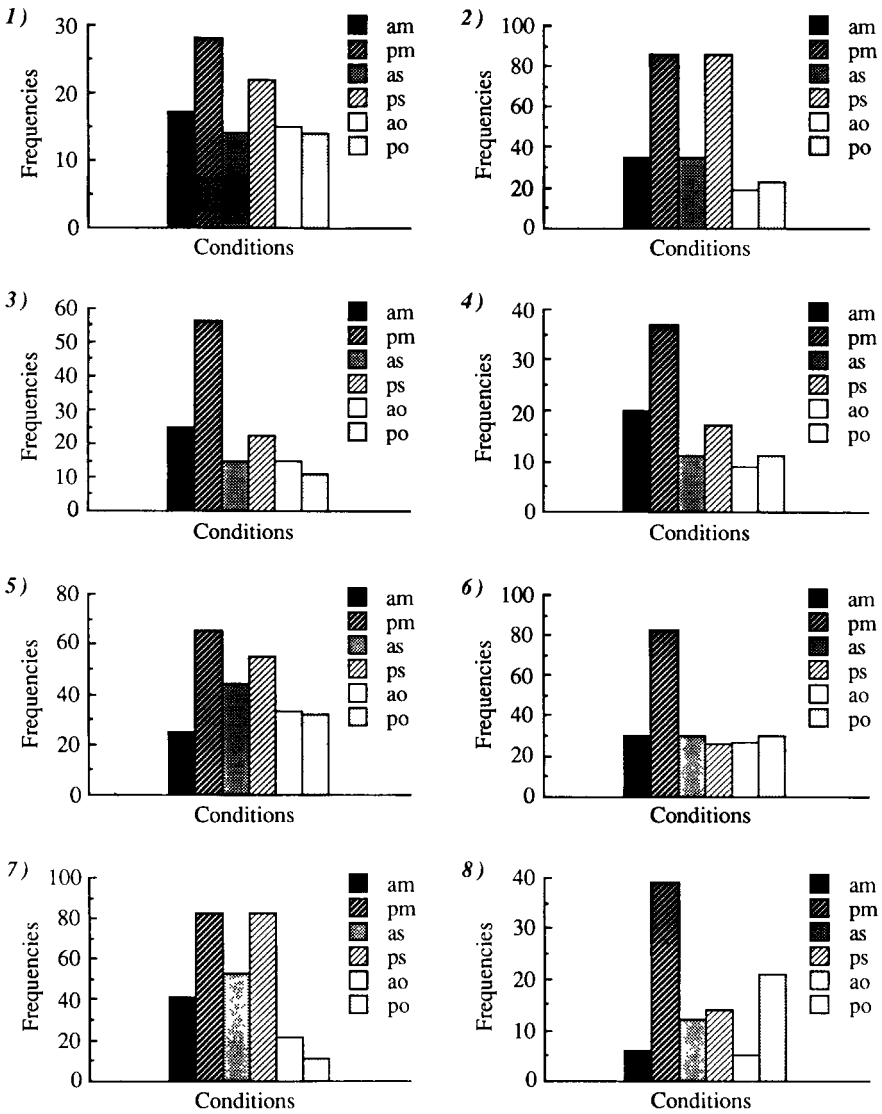 1)
30
20
10
0
Frequencies
Conditions
am
pm
as
ps
ao
po
2)
100
80
60
40
20
0
Frequencies
Conditions
am
pm
as
ps
ao
po
3)
60
50
40
30
20
10
0
Frequencies
Conditions
am
pm
as
ps
ao
po
4)
40
30
20
10
0
Frequencies
Conditions
am
pm
as
ps
ao
po
5)
80
60
40
20
0
Frequencies
Conditions
am
pm
as
ps
ao
po
6)
100
80
60
40
30
20
0
Frequencies
Conditions
am
pm
as
ps
ao
po
7)
100
80
60
40
20
0
Frequencies
Conditions
am
pm
as
ps
ao
po
8)
40
30
20
10
0
Frequencies
Conditions
am
pm
as
ps
ao
po